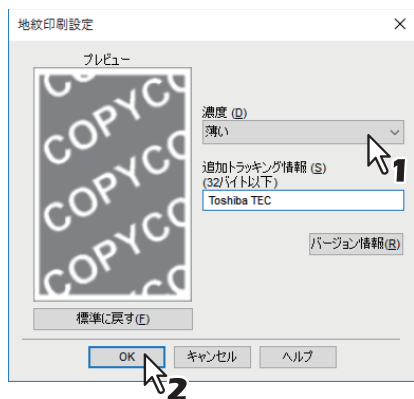 地紋印刷設定
プレビュー
COPYCO
COPYCO
COPYCO
COPYCO
濃度 (D)
薄い
1
追加トラッキング情報 (S)
(32バイト以下)
Toshiba TEC
バージョン情報(R)
標準に戻す(F)
OK
キャンセル
ヘルプ
2